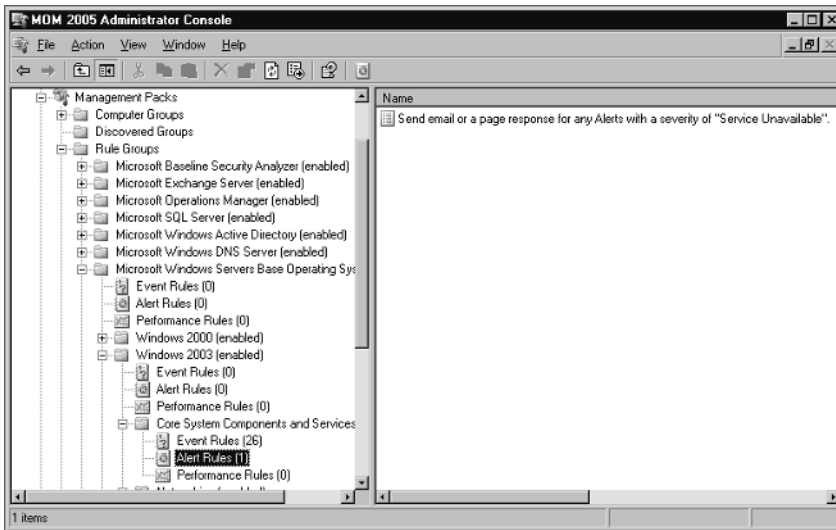 MOM 2005 Administrator Console
File Action View Window Help
Management Packs
Computer Groups
Discovered Groups
Rule Groups
Microsoft Baseline Security Analyzer (enabled)
Microsoft Exchange Server (enabled)
Microsoft Operations Manager (enabled)
Microsoft SQL Server (enabled)
Microsoft Windows Active Directory (enabled)
Microsoft Windows DNS Server (enabled)
Microsoft Windows Servers Base Operating Sys
Event Rules (0)
Alert Rules (0)
Performance Rules (0)
Windows 2000 (enabled)
Windows 2003 (enabled)
Event Rules (0)
Alert Rules (0)
Performance Rules (0)
Core System Components and Services
Event Rules (26)
Alert Rules (1)
Performance Rules (0)
Name
Send email or a page response for any Alerts with a severity of "Service Unavailable".
1 items